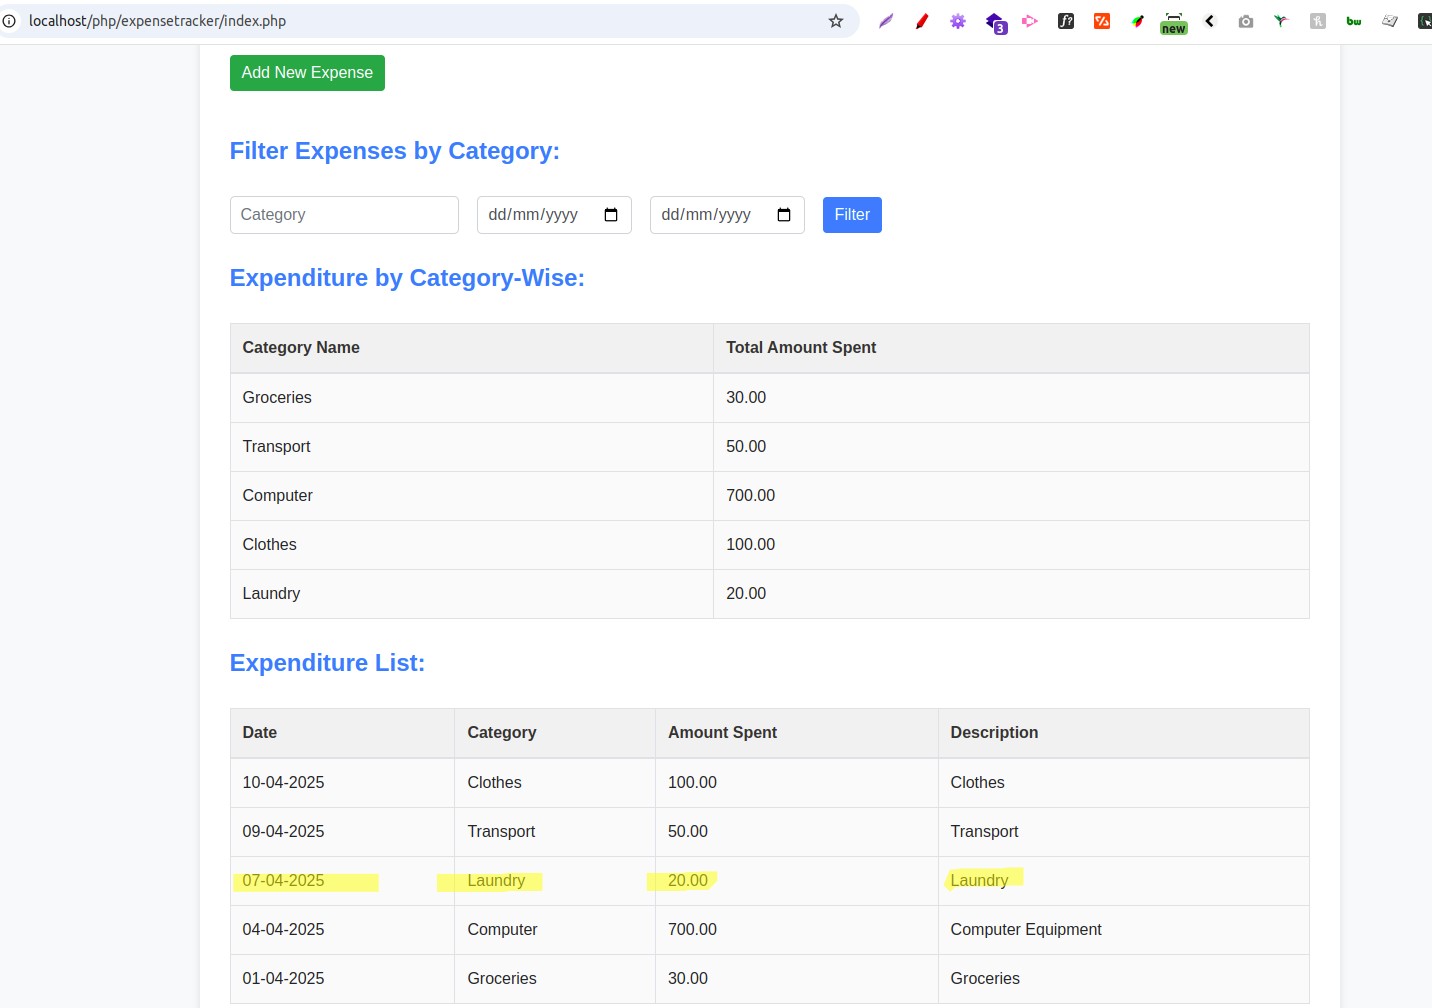 localhost/php/expensetracker/index.php
3
f?
new
bw
Add New Expense
Filter Expenses by Category:
Category dd/mm/yyyy dd/mm/yyyy Filter
Expenditure by Category-Wise:
Category Name Total Amount Spent
Groceries 30.00
Transport 50.00
Computer 700.00
Clothes 100.00
Laundry 20.00
Expenditure List:
Date Category Amount Spent Description
10-04-2025 Clothes 100.00 Clothes
09-04-2025 Transport 50.00 Transport
07-04-2025 Laundry 20.00 Laundry
04-04-2025 Computer 700.00 Computer Equipment
01-04-2025 Groceries 30.00 Groceries